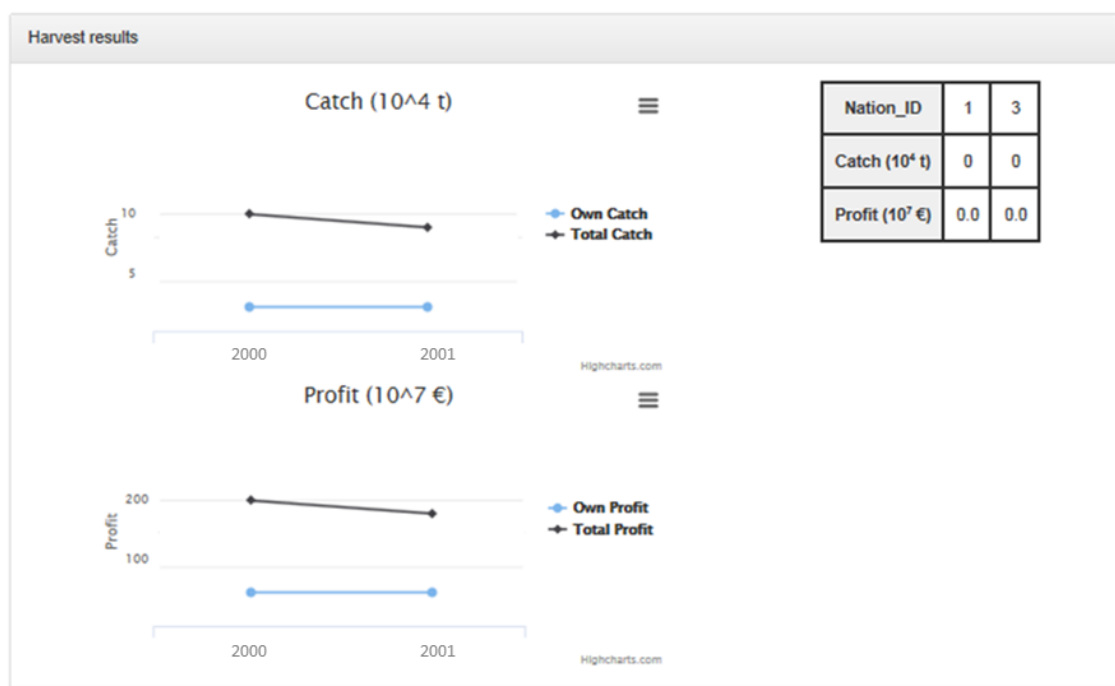 Harvest results
Catch (10^4 t)
Catch
10
5
2000 2001
Own Catch
Total Catch
Highcharts.com
Nation_ID 1 3
Catch (10⁴ t) 0 0
Profit (10⁷ €) 0.0 0.0
Profit (10^7 €)
Profit
200
100
2000 2001
Own Profit
Total Profit
Highcharts.com